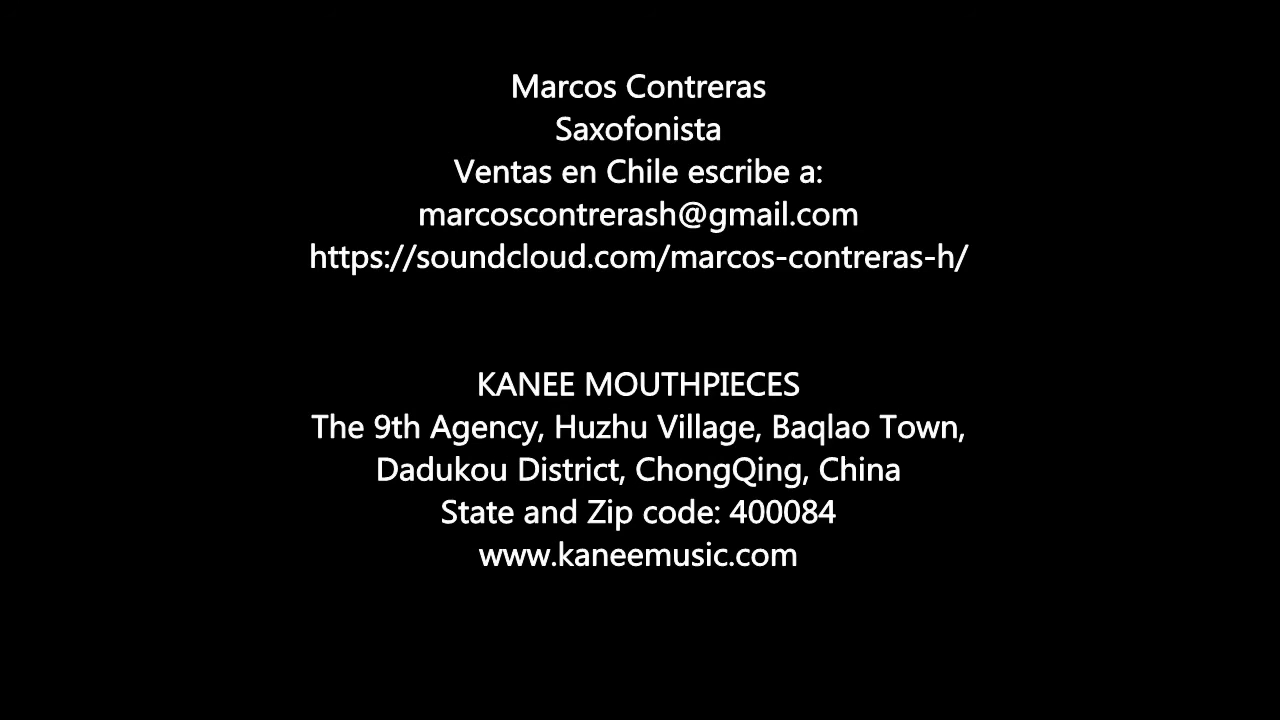 Marcos Contreras
Saxofonista
Ventas en Chile escribe a:
marcoscontrerash@gmail.com
https://soundcloud.com/marcos-contreras-h/
KANEE MOUTHPIECES
The 9th Agency, Huzhu Village, Baqlao Town,
Dadukou District, ChongQing, China
State and Zip code: 400084
www.kaneemusic.com